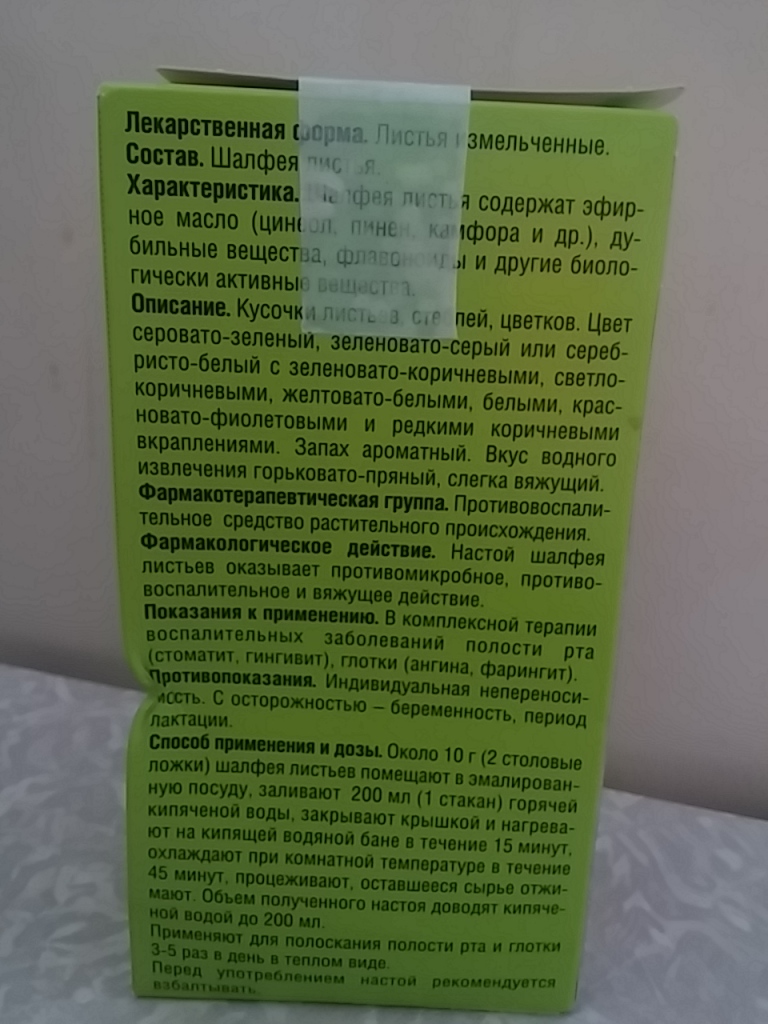 Лекарственная форма. Листья измельченные.
Состав. Шалфея листья.
Характеристика. Шалфея листья содержат эфир-
ное масло (цинеол, пинен, камфора и др.), ду-
бильные вещества, флавоноиды и другие биоло-
гически активные вещества.
Описание. Кусочки листьев, стеблей, цветков. Цвет
серовато-зеленый, зеленовато-серый или сереб-
ристо-белый с зеленовато-коричневыми, светло-
коричневыми, желтовато-белыми, белыми, крас-
новато-фиолетовыми и редкими коричневыми
вкраплениями. Запах ароматный. Вкус водного
извлечения горьковато-пряный, слегка вяжущий.
Фармакотерапевтическая группа. Противовоспали-
тельное средство растительного происхождения.
Фармакологическое действие. Настой шалфея
листьев оказывает противомикробное, противо-
воспалительное и вяжущее действие.
Показания к применению. В комплексной терапии
воспалительных заболеваний полости рта
(стоматит, гингивит), глотки (ангина, фарингит).
Противопоказания. Индивидуальная непереноси-
мость. С осторожностью – беременность, период
лактации.
Способ применения и дозы. Около 10 г (2 столовые
ложки) шалфея листьев помещают в эмалирован-
ную посуду, заливают 200 мл (1 стакан) горячей
кипяченой воды, закрывают крышкой и нагрева-
ют на кипящей водяной бане в течение 15 минут,
охлаждают при комнатной температуре в течение
45 минут, процеживают, оставшееся сырье отжи-
мают. Объем полученного настоя доводят кипяче-
ной водой до 200 мл.
Применяют для полоскания полости рта и глотки
3-5 раз в день в теплом виде.
Перед употреблением настой рекомендуется
взбалтывать.